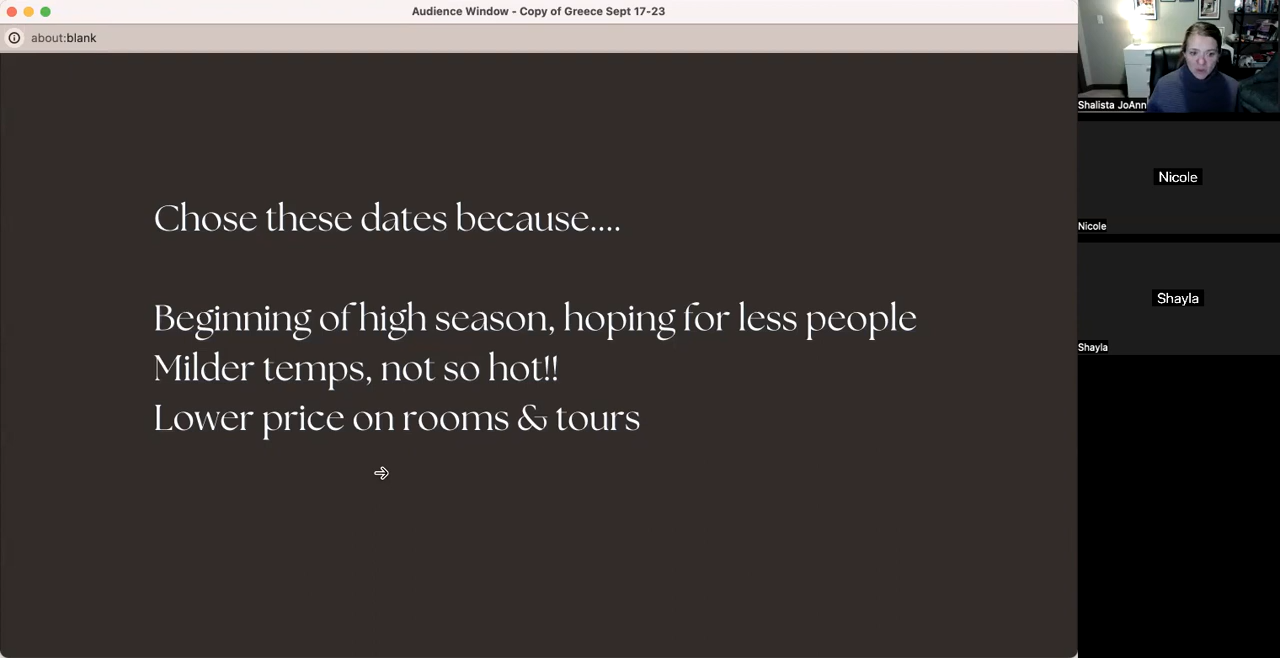 Audience Window - Copy of Greece Sept 17-23
about:blank
Chose these dates because....
Beginning of high season, hoping for less people
Milder temps, not so hot!!
Lower price on rooms & tours
Shalista JoAnn
Nicole
Nicole
Shayla
Shayla